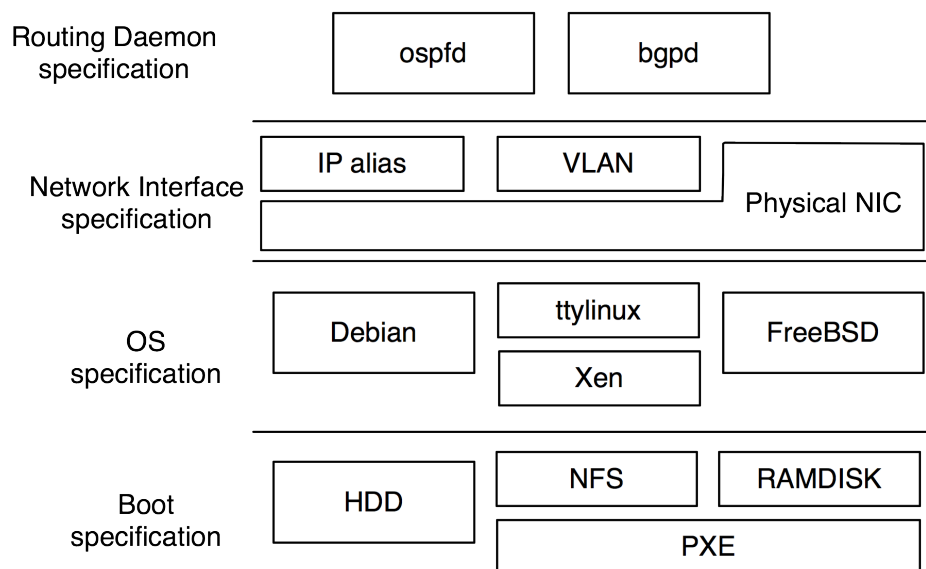 Routing Daemon
specification
ospfd
bgpd
Network Interface
specification
IP alias
VLAN
Physical NIC
OS
specification
Debian
ttylinux
Xen
FreeBSD
Boot
specification
HDD
NFS
RAMDISK
PXE